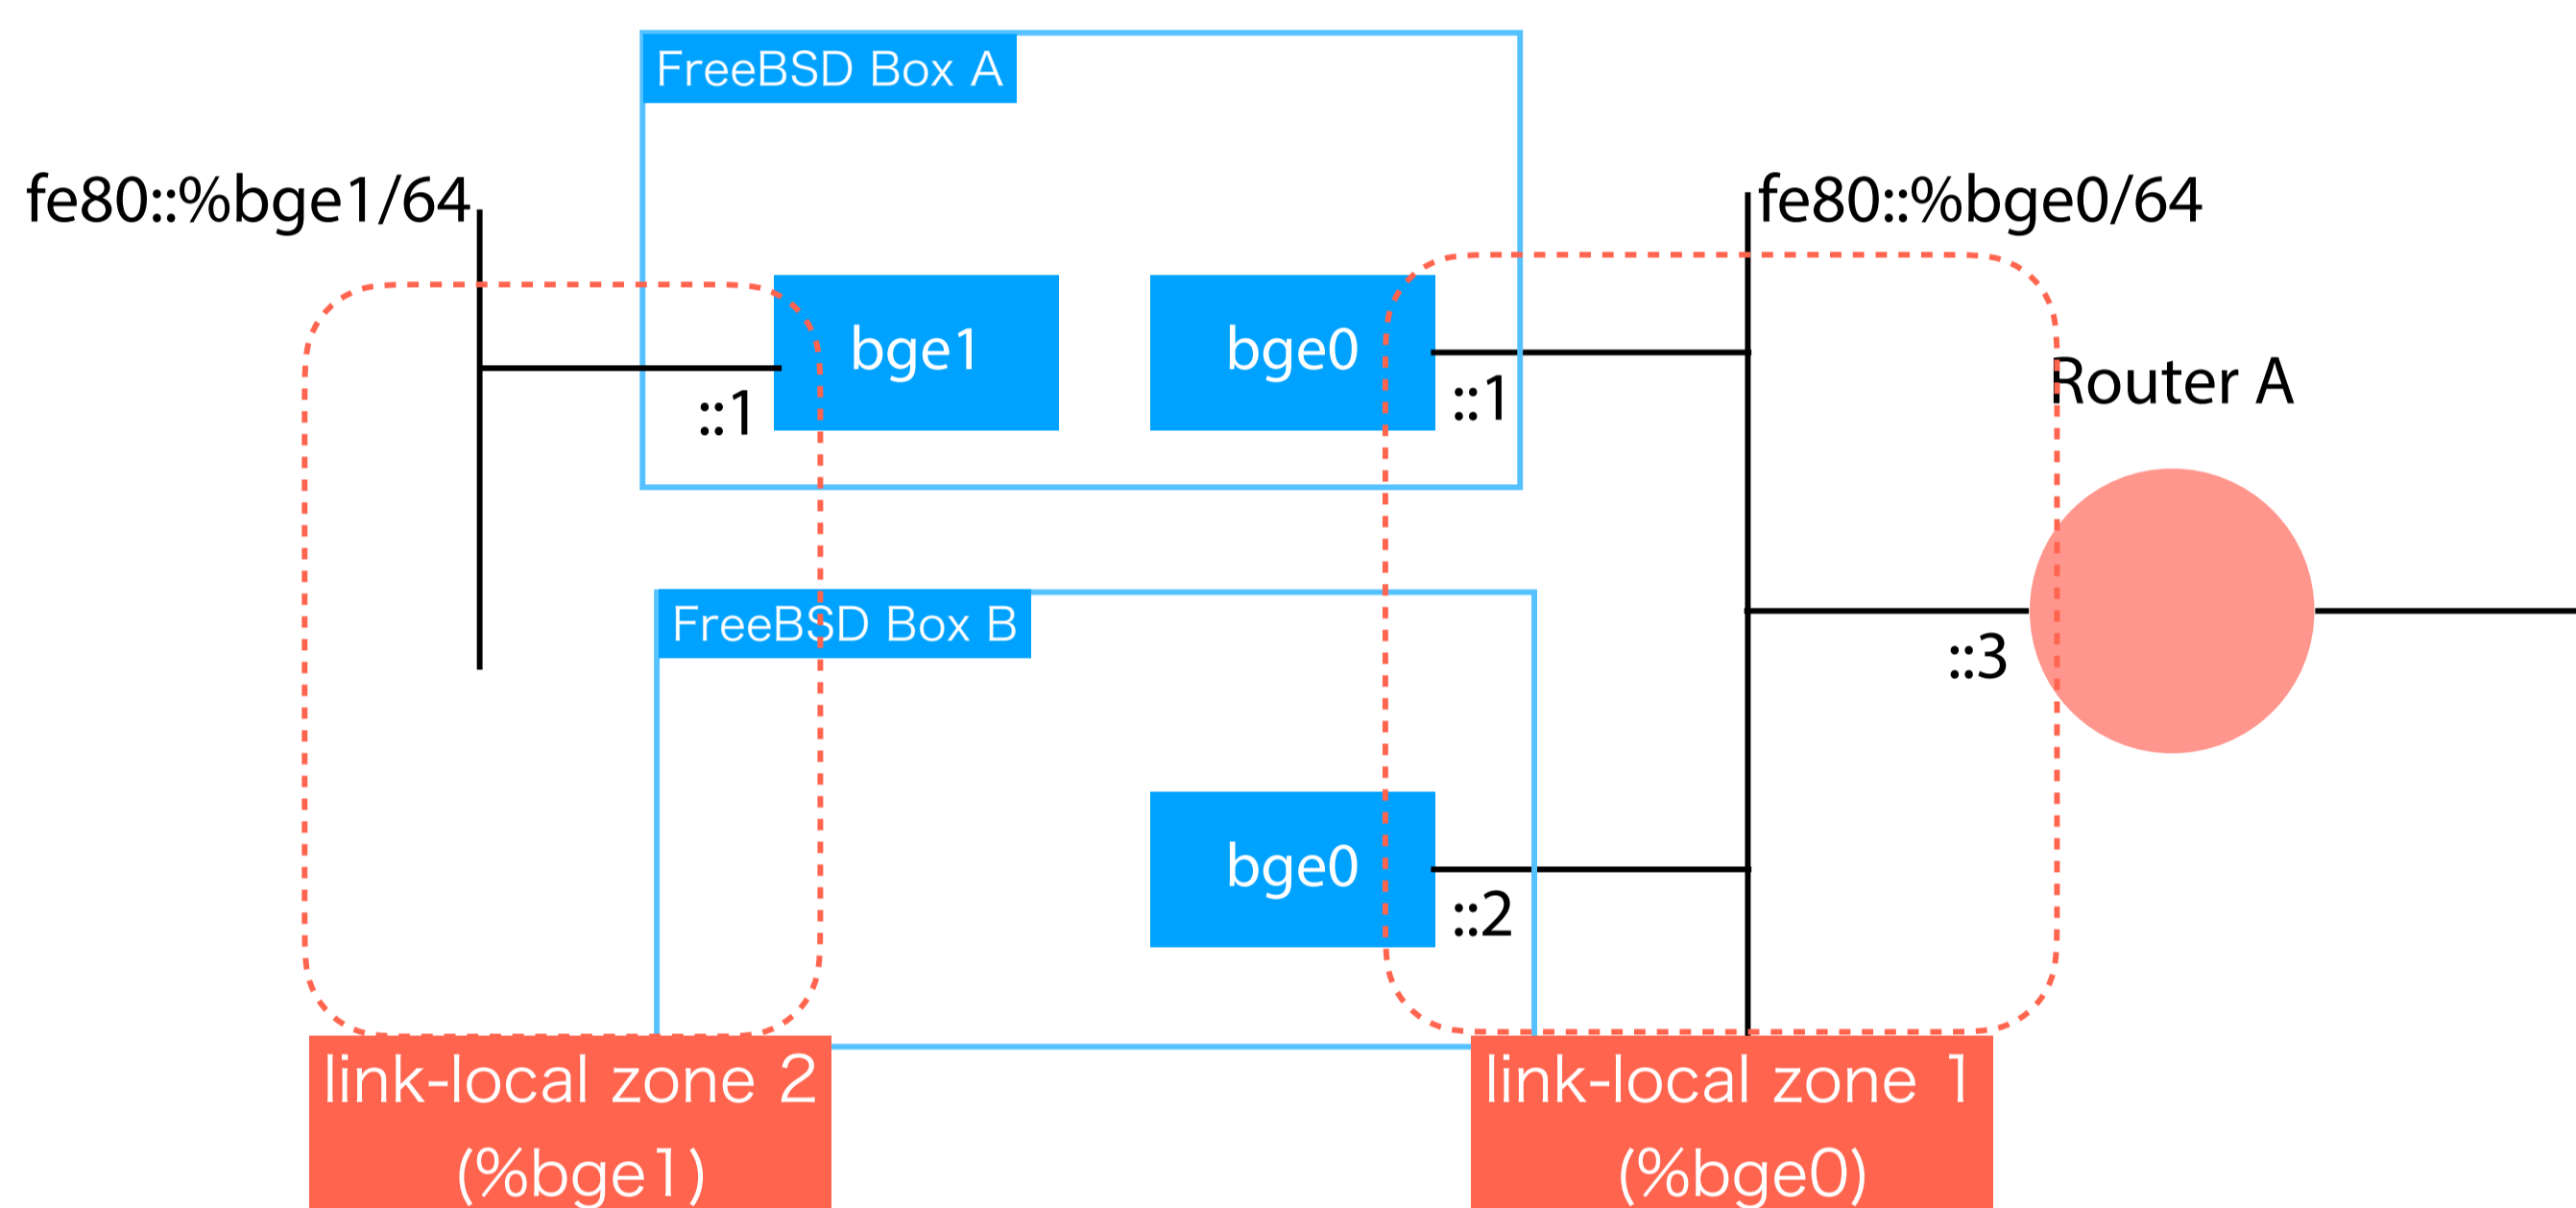 FreeBSD Box A
fe80::%bge1/64
fe80::%bge0/64
bge1
bge0
::1
::1
Router A
FreeBSD Box B
::3
bge0
::2
link-local zone 2
(%bge1)
link-local zone 1
(%bge0)